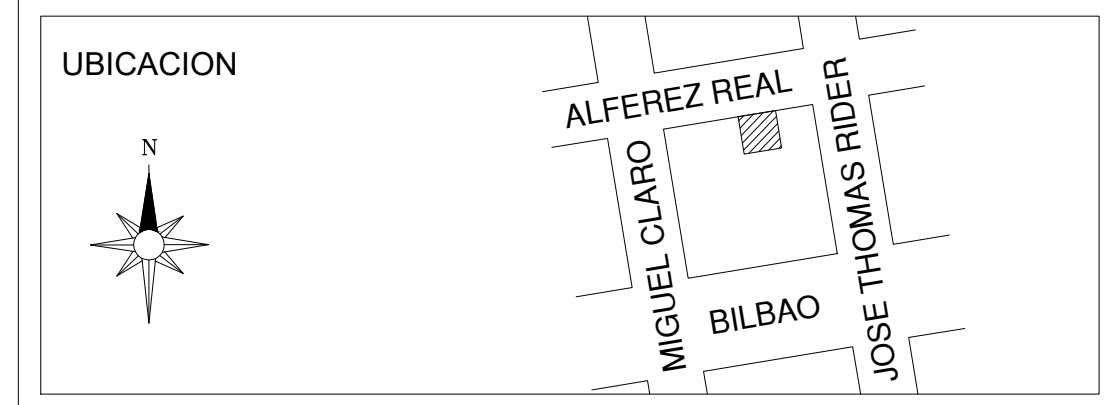 UBICACION
N
ALFEREZ REAL
MIGUEL CLARO
BILBAO
JOSE THOMAS RIDER